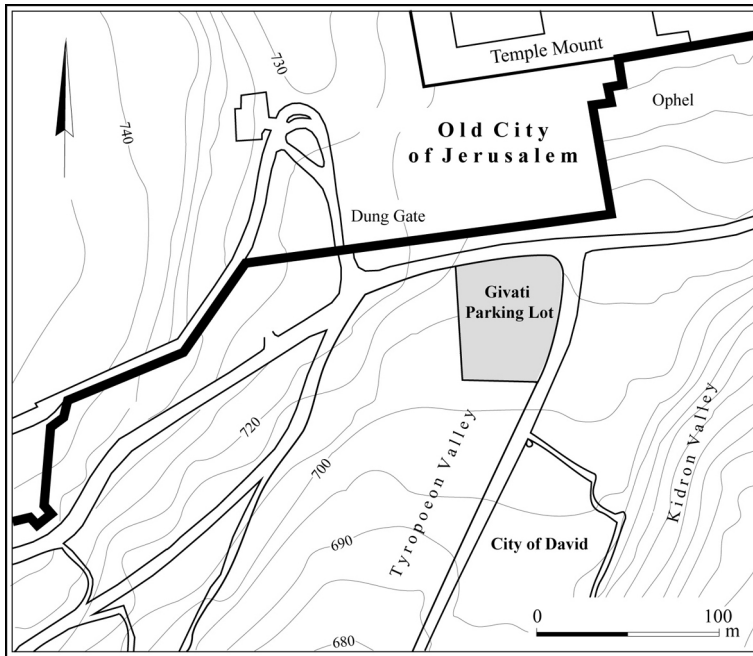 Temple Mount
730
Ophel
740
Old City
of Jerusalem
Dung Gate
Givati
Parking Lot
720
700
Tyropoeon Valley
Kidron Valley
690
City of David
680
0 100
m